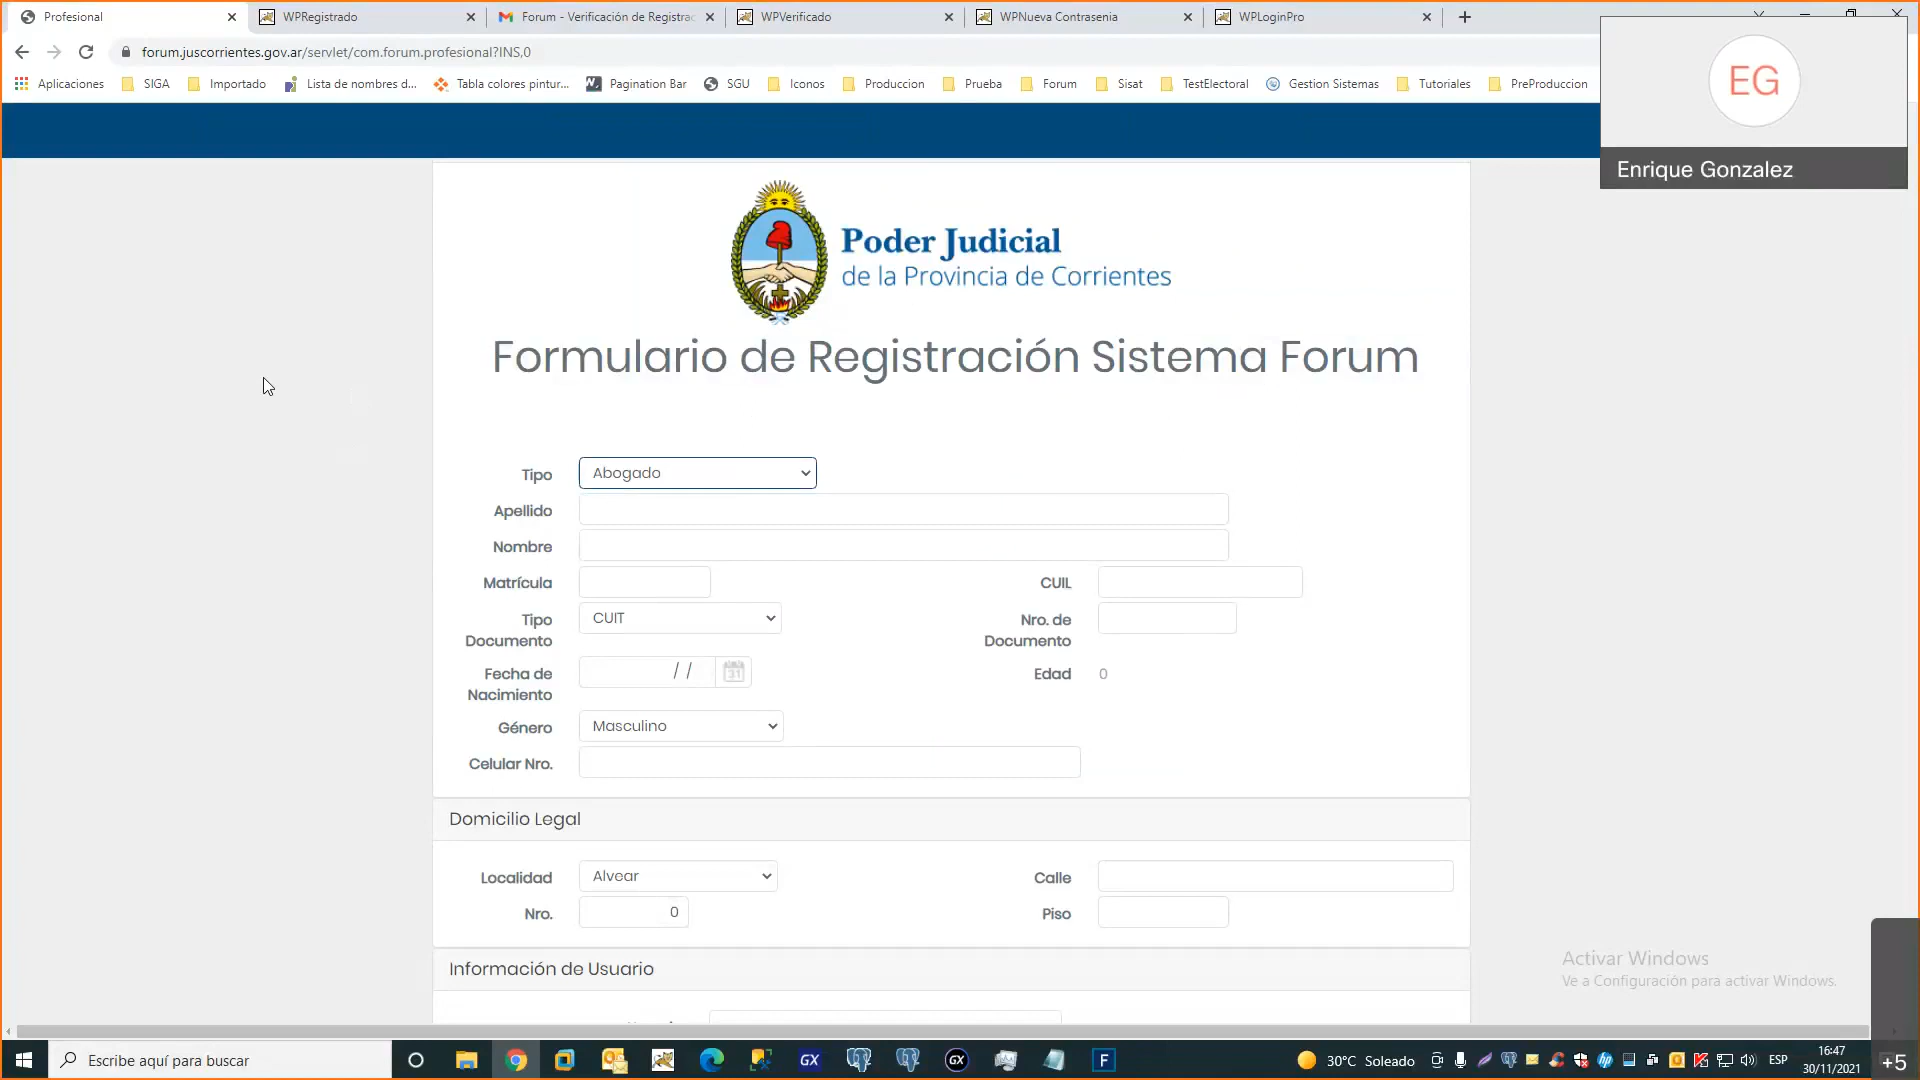 Profesional
WPRegistrado
Forum - Verificación de Registrac
WPVerificado
WPNueva Contrasenia
WPLoginPro
forum.juscorrientes.gov.ar/servlet/com.forum.profesional?INS,0
Aplicaciones
SIGA
Importado
Lista de nombres d...
Tabla colores pintur...
Pagination Bar
SGU
Iconos
Produccion
Prueba
Forum
Sisat
TestElectoral
Gestion Sistemas
Tutoriales
PreProduccion
EG
Enrique Gonzalez
Poder Judicial
de la Provincia de Corrientes
Formulario de Registración Sistema Forum
Tipo
Abogado
Apellido
Nombre
Matrícula
CUIL
Tipo
Documento
CUIT
Nro. de
Documento
Fecha de
Nacimiento
/ /
31
Edad
0
Género
Masculino
Celular Nro.
Domicilio Legal
Localidad
Alvear
Calle
Nro.
0
Piso
Información de Usuario
Activar Windows
Ve a Configuración para activar Windows.
Escribe aquí para buscar
GX
GX
F
30°C Soleado
ESP
16:47
30/11/2021
+5